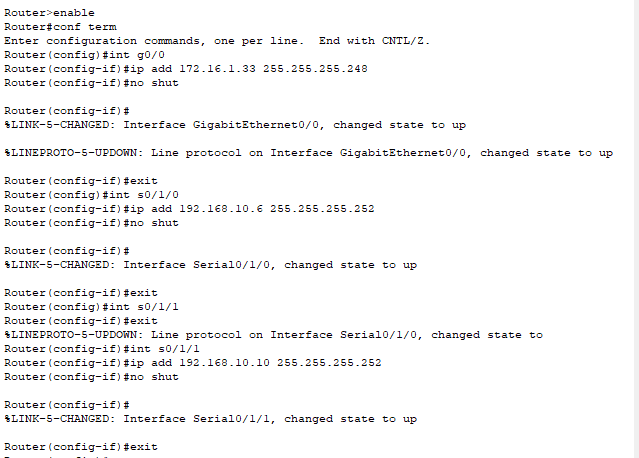 Router>enable
Router#conf term
Enter configuration commands, one per line.  End with CNTL/Z.
Router(config)#int g0/0
Router(config-if)#ip add 172.16.1.33 255.255.255.248
Router(config-if)#no shut
Router(config-if)#
%LINK-5-CHANGED: Interface GigabitEthernet0/0, changed state to up
%LINEPROTO-5-UPDOWN: Line protocol on Interface GigabitEthernet0/0, changed state to up
Router(config-if)#exit
Router(config)#int s0/1/0
Router(config-if)#ip add 192.168.10.6 255.255.255.252
Router(config-if)#no shut
Router(config-if)#
%LINK-5-CHANGED: Interface Serial0/1/0, changed state to up
Router(config-if)#exit
Router(config)#int s0/1/1
Router(config-if)#exit
%LINEPROTO-5-UPDOWN: Line protocol on Interface Serial0/1/0, changed state to
Router(config-if)#int s0/1/1
Router(config-if)#ip add 192.168.10.10 255.255.255.252
Router(config-if)#no shut
Router(config-if)#
%LINK-5-CHANGED: Interface Serial0/1/1, changed state to up
Router(config-if)#exit